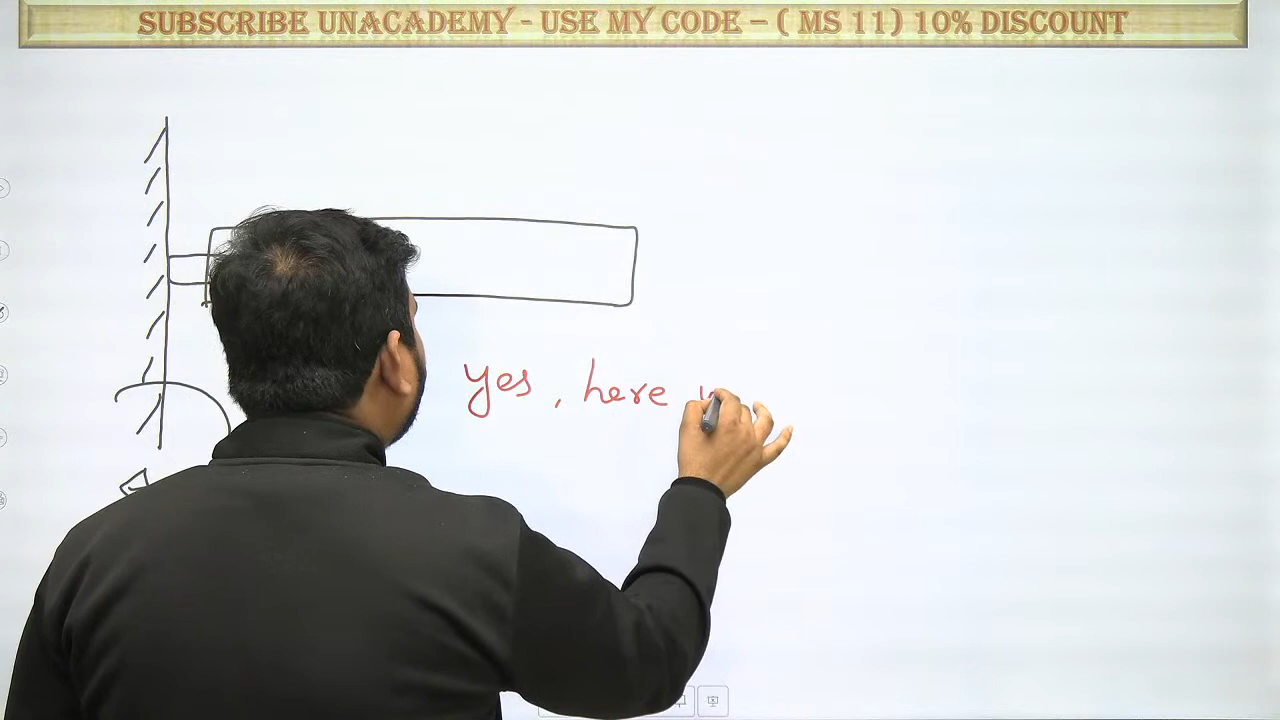 SUBSCRIBE UNACADEMY - USE MY CODE – ( MS 11) 10% DISCOUNT
Yes, here